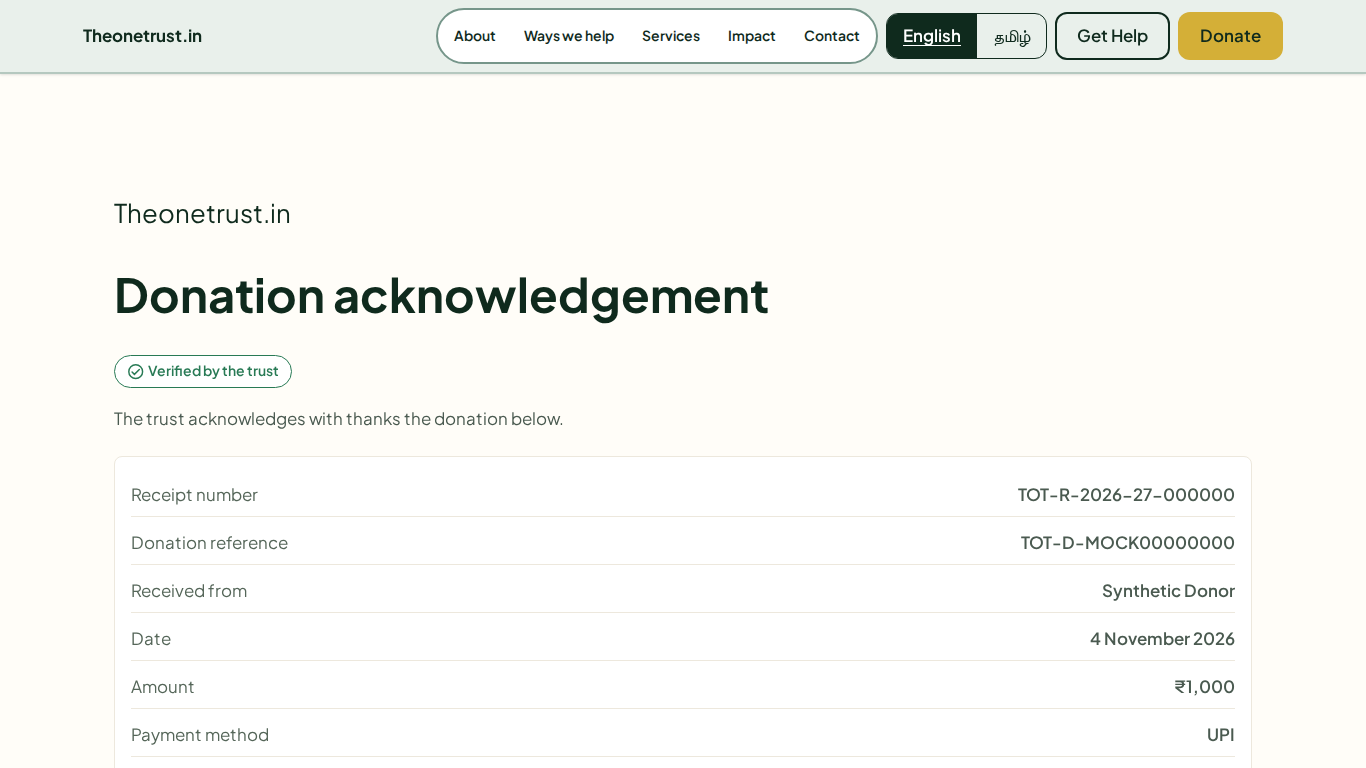 Theonetrust.in
About
Ways we help
Services
Impact
Contact
English
தமிழ்
Get Help
Donate
Theonetrust.in
Donation acknowledgement
Verified by the trust
The trust acknowledges with thanks the donation below.
Receipt number TOT-R-2026-27-000000
Donation reference TOT-D-MOCK00000000
Received from Synthetic Donor
Date 4 November 2026
Amount ₹1,000
Payment method UPI